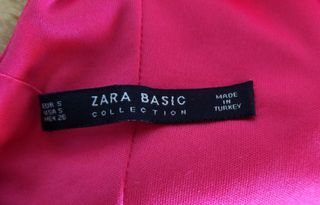 EUR S
USA S
MEX 26
ZARA BASIC
COLLECTION
MADE
IN
TURKEY